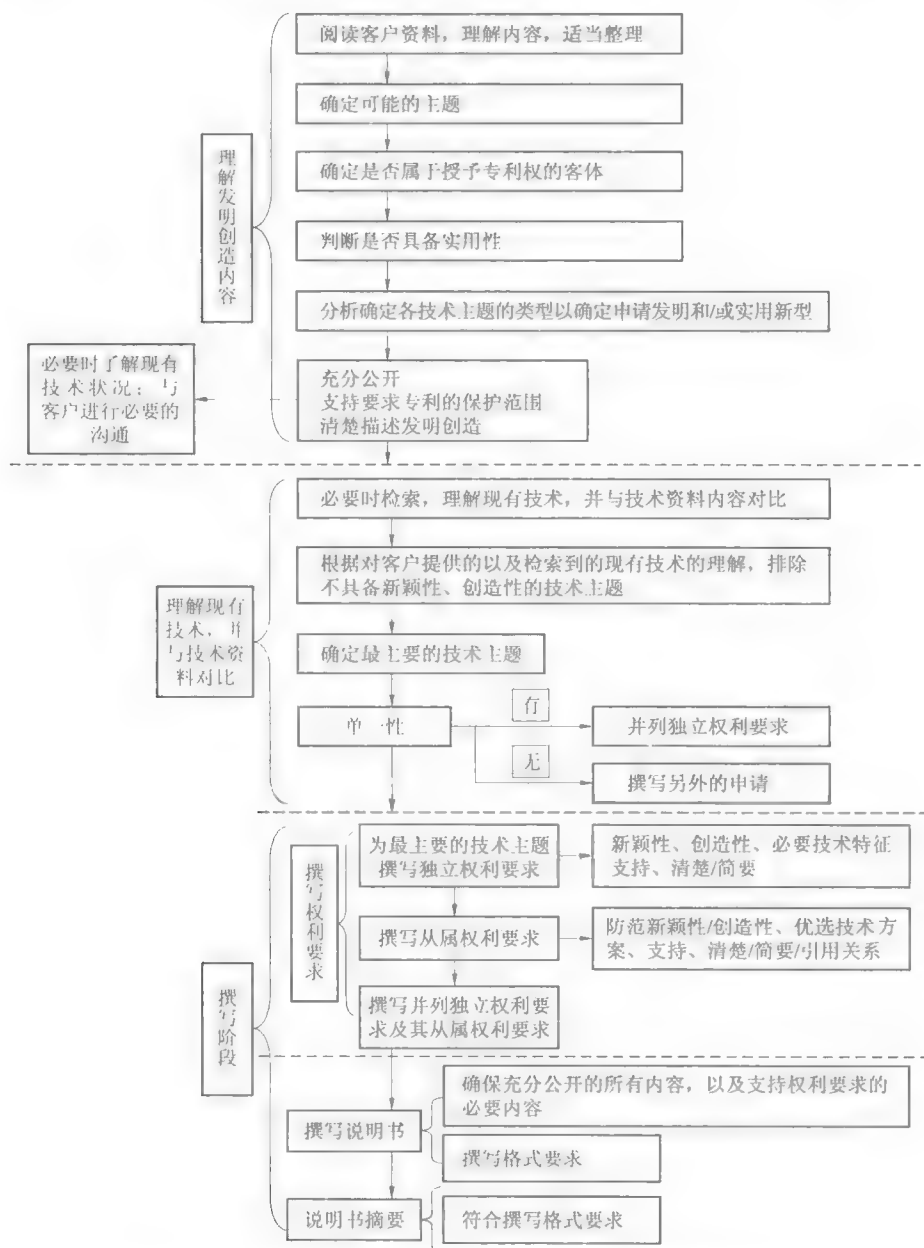 阅读客户资料，理解内容，适当整理
确定可能的主题
确定是否属于授予专利权的客体
判断是否具备实用性
分析确定各技术主题的类型以确定申请发明和/或实用新型
理
解
发
明
创
造
内
容
必要时了解现有
技术状况；与
客户进行必要的
沟通
充分公开
支持要求专利的保护范围
清楚描述发明创造
必要时检索，理解现有技术，并与技术资料内容对比
根据对客户提供的以及检索到的现有技术的理解，排除
不具备新颖性、创造性的技术主题
理解现有
技术，并
与技术资
料对比
确定最主要的技术主题
单一性
有
并列独立权利要求
无
撰写另外的申请
撰
写
权
利
要
求
为最主要的技术主题
撰写独立权利要求
新颖性、创造性、必要技术特征
支持、清楚/简要
撰写从属权利要求
防范新颖性/创造性、优选技术方
案、支持、清楚/简要/引用关系
撰
写
阶
段
撰写并列独立权利要
求及其从属权利要求
确保充分公开的所有内容，以及支持权利要求的
必要内容
撰写说明书
撰写格式要求
说明书摘要
符合撰写格式要求